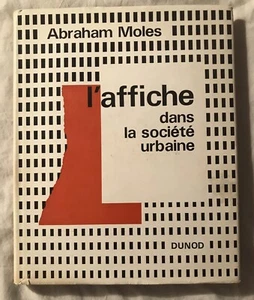 Abraham Moles
l'affiche
dans
la société
urbaine
DUNOD